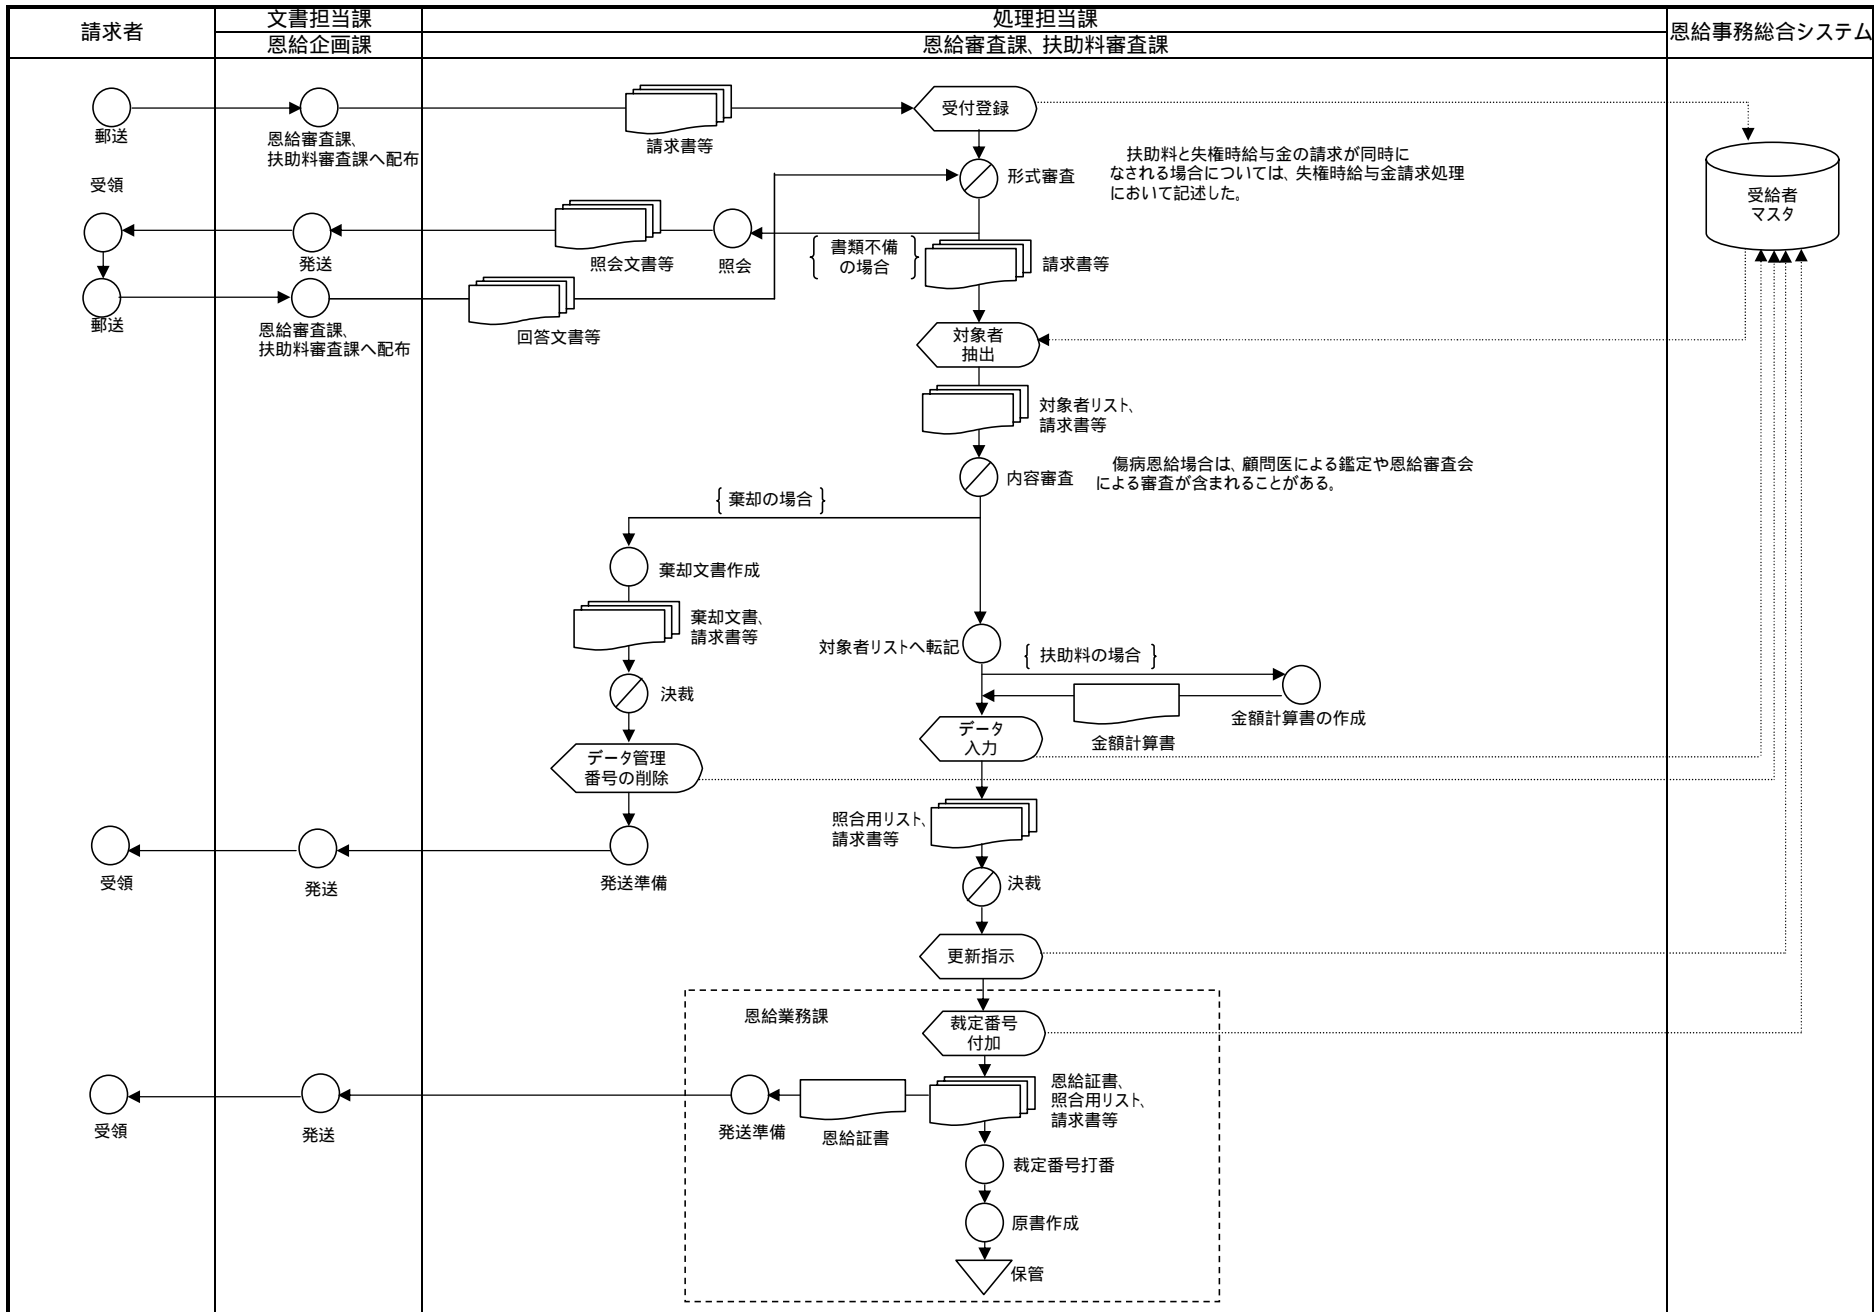 請求者
文書担当課
恩給企画課
処理担当課
恩給審査課、扶助料審査課
恩給事務総合システム
郵送
恩給審査課、
扶助料審査課へ配布
請求書等
受付登録
形式審査
扶助料と失権時給与金の請求が同時に
なされる場合については、失権時給与金請求処理
において記述した。
受給者
マスタ
受領
発送
照会文書等
照会
書類不備
の場合
請求書等
郵送
恩給審査課、
扶助料審査課へ配布
回答文書等
対象者
抽出
対象者リスト、
請求書等
内容審査
傷病恩給場合は、顧問医による鑑定や恩給審査会
による審査が含まれることがある。
{ 棄却の場合 }
棄却文書作成
棄却文書、
請求書等
対象者リストへ転記
{ 扶助料の場合 }
金額計算書の作成
金額計算書
決裁
データ
入力
データ管理
番号の削除
照合用リスト、
請求書等
受領
発送
発送準備
決裁
更新指示
恩給業務課
裁定番号
付加
恩給証書、
照合用リスト、
請求書等
受領
発送
発送準備
恩給証書
裁定番号打番
原書作成
保管